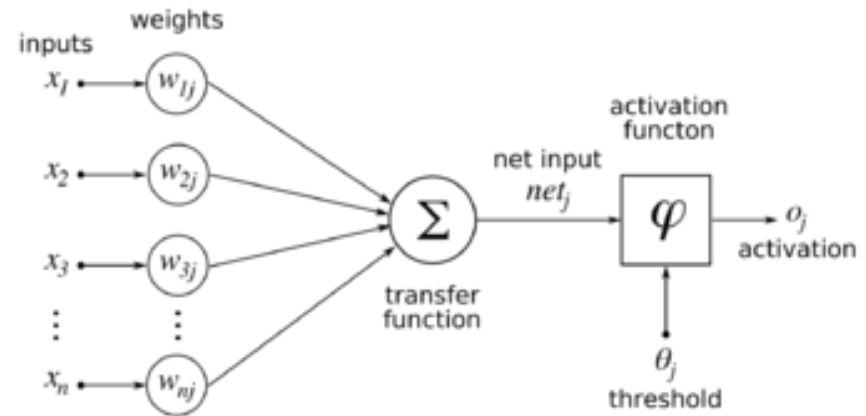 weights
inputs
x1 w1j
x2 w2j
x3 w3j
⋮ ⋮
xn wnj
Σ
transfer
function
net input
netj
activation
functon
φ
oj
activation
θj
threshold